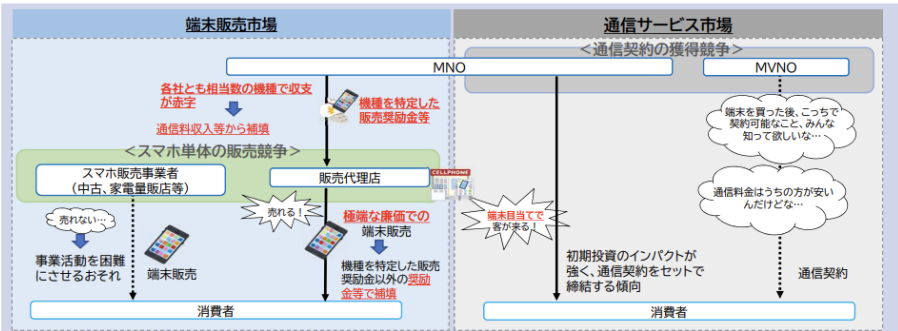 端末販売市場
通信サービス市場
＜通信契約の獲得競争＞
MNO
MVNO
各社とも相当数の機種で収支
が赤字
通信料収入等から補填
機種を特定した
販売奨励金等
端末を買った後、こっちで
契約可能なこと、みんな
知って欲しいな…
＜スマホ単体の販売競争＞
スマホ販売事業者
（中古、家電量販店等）
販売代理店
CELLPHONE
通信料金はうちの方が安い
んだけどな…
売れない…
売れる！
極端な廉価での
端末販売
端末目当てで
客が来る！
事業活動を困難
にさせるおそれ
端末販売
機種を特定した販売
奨励金以外の奨励
金等で補填
初期投資のインパクトが
強く、通信契約をセットで
締結する傾向
通信契約
消費者
消費者